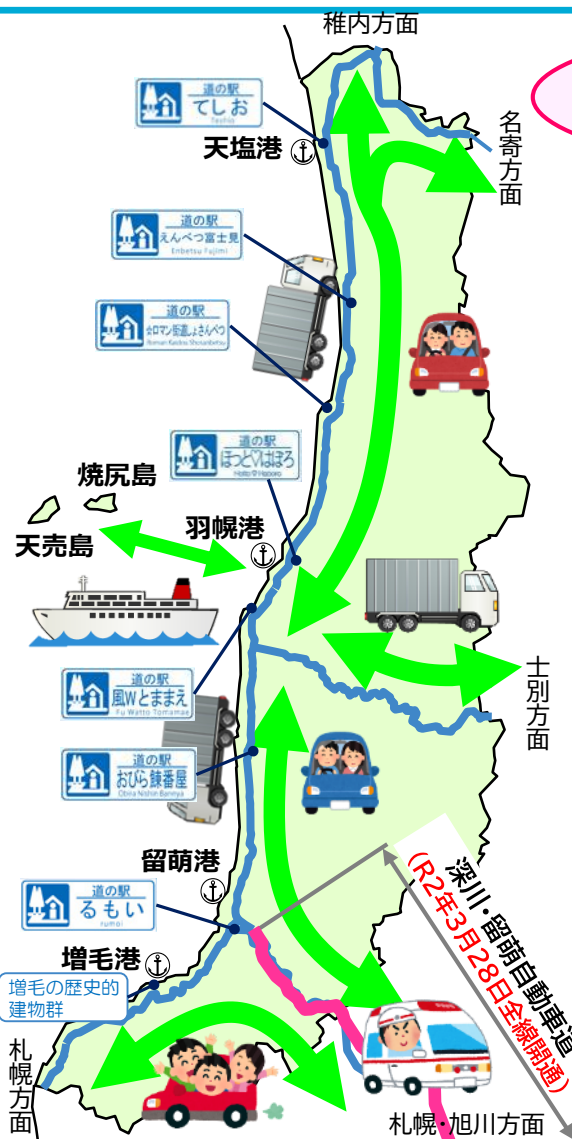 稚内方面
道の駅
てしお
Teshio
天塩港
名寄方面
道の駅
えんべつ富士見
Enbetsu Fujimi
道の駅
☆ロマン街道しょさんべつ
Roman Kaidou Shosanbetsu
道の駅
ほっと♡はぼろ
Hotto♡Haboro
焼尻島
天売島
羽幌港
道の駅
風Wとままえ
Fu Watto Tomamae
士別方面
道の駅
おびら鰊番屋
Obira Nishin Bannya
留萌港
道の駅
るもい
rumoi
深川・留萌自動車道
(R2年3月28日全線開通)
増毛港
増毛の歴史的
建物群
札幌方面
札幌・旭川方面